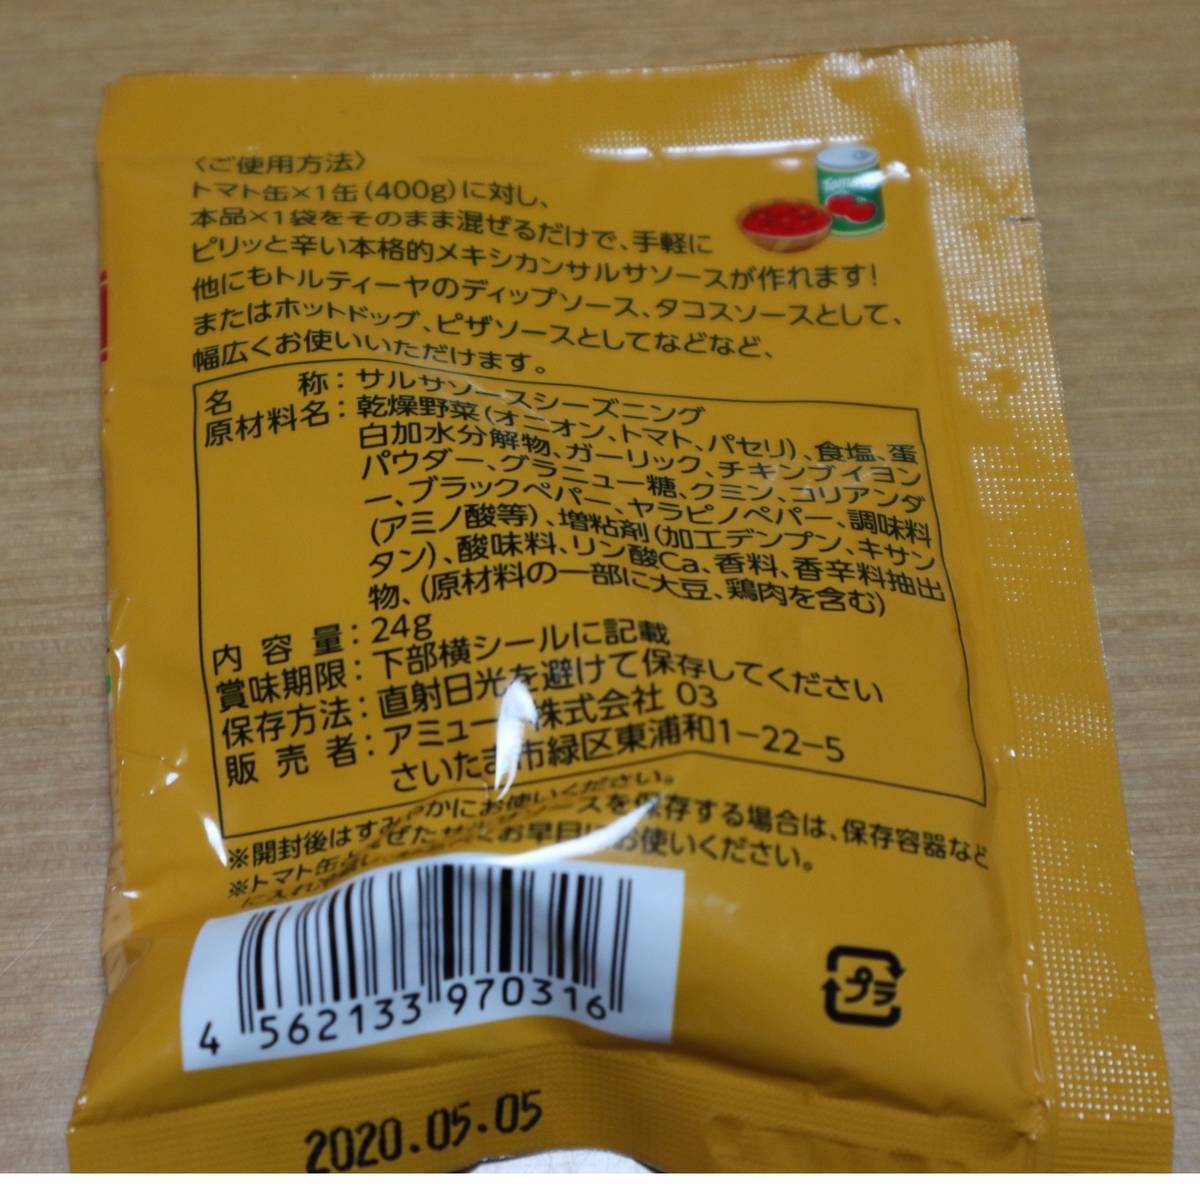 〈ご使用方法〉
トマト缶×1缶(400g)に対し、
本品×1袋をそのまま混ぜるだけで、手軽に
ピリッと辛い本格的メキシカンサルサソースが作れます!
他にもトルティーヤのディップソース、タコスソースとして、
またはホットドッグ、ピザソースとしてなどなど、
幅広くお使いいただけます。
名 称:サルサソースシーズニング
原材料名:乾燥野菜(オニオン、トマト、パセリ)、食塩、蛋
白加水分解物、ガーリック、チキンブイヨン
パウダー、グラニュー糖、クミン、コリアンダ
ー、ブラックペパー、ヤラピノペパー、調味料
(アミノ酸等)、増粘剤(加工デンプン、キサン
タン)、酸味料、リン酸Ca、香料、香辛料抽出
物、(原材料の一部に大豆、鶏肉を含む)
内 容 量:24g
賞味期限:下部横シールに記載
保存方法:直射日光を避けて保存してください
販 売 者:アミュー 株式会社 03
さいたま市緑区東浦和1-22-5
※開封後はすみやかにお使いください。
※トマト缶 ぜたサルサソースを保存する場合は、保存容器など
に入れ お早目にお使いください。
4 562133 970316
プラ
Tomato
2020.05.05